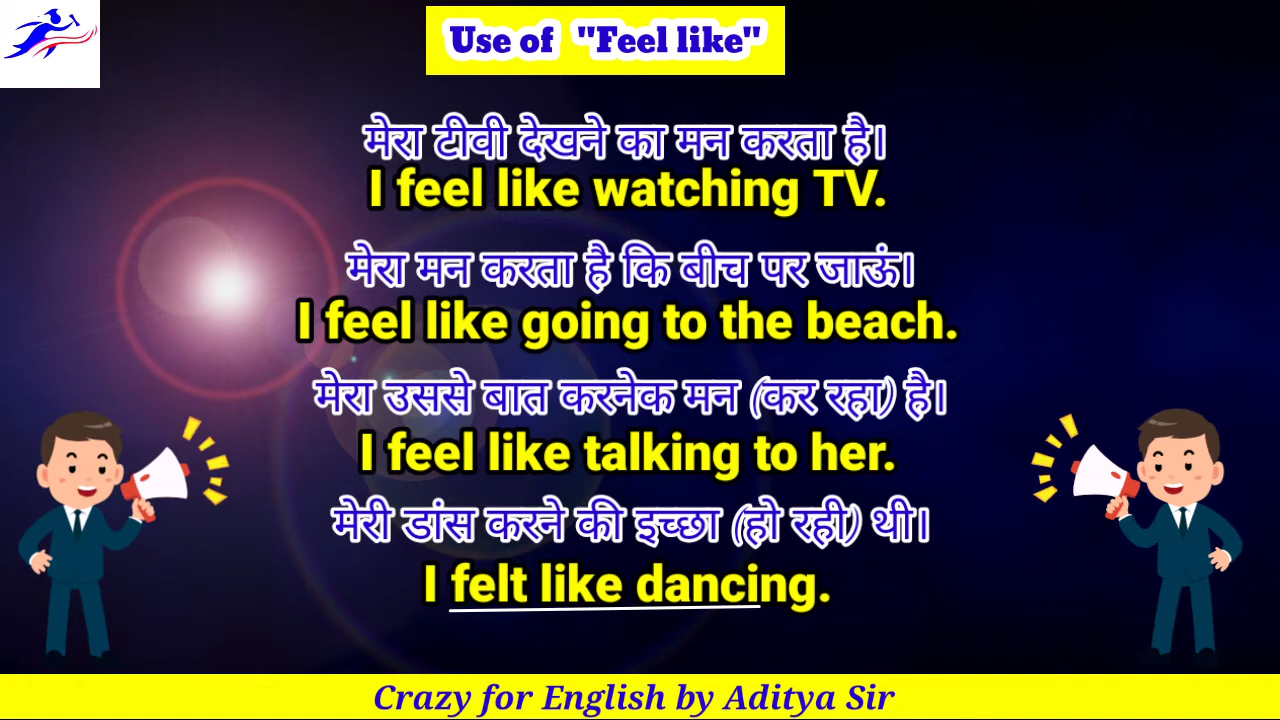 Use of "Feel like"
मेरा टीवी देखने का मन करता है।
I feel like watching TV.
मेरा मन करता है कि बीच पर जाऊं।
I feel like going to the beach.
मेरा उससे बात करनेक मन (कर रहा) है।
I feel like talking to her.
मेरी डांस करने की इच्छा (हो रही) थी।
I felt like dancing.
Crazy for English by Aditya Sir